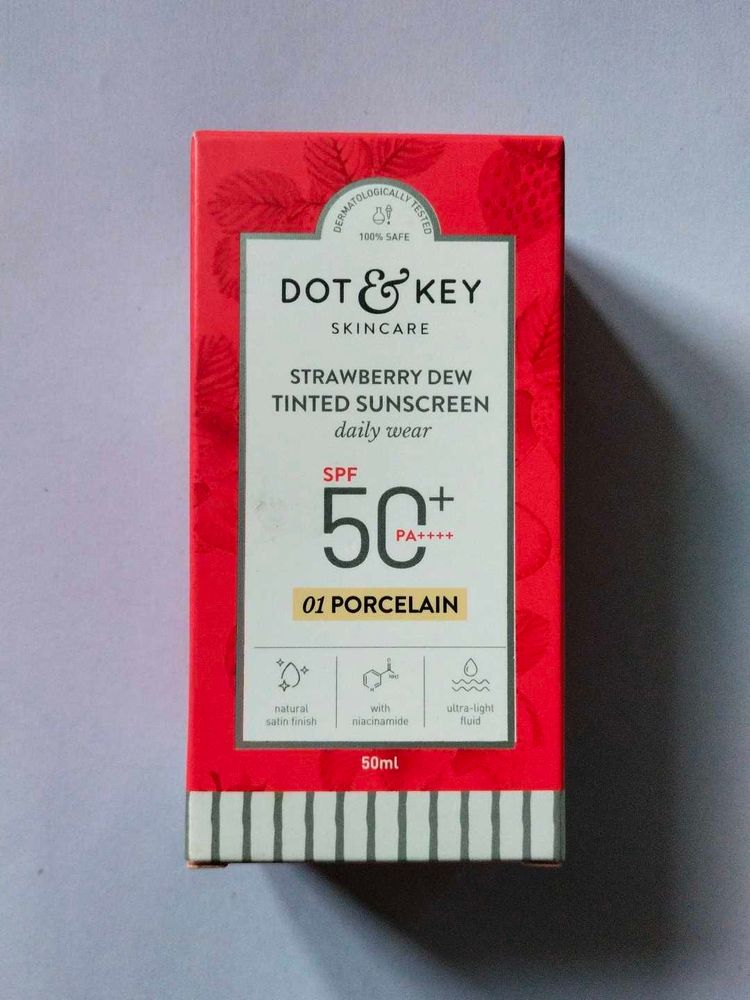 DERMATOLOGICALLY TESTED
100% SAFE
DOT & KEY
SKINCARE
STRAWBERRY DEW
TINTED SUNSCREEN
daily wear
SPF
50+
PA++++
01 PORCELAIN
natural
satin finish
with
niacinamide
ultra-light
fluid
50ml